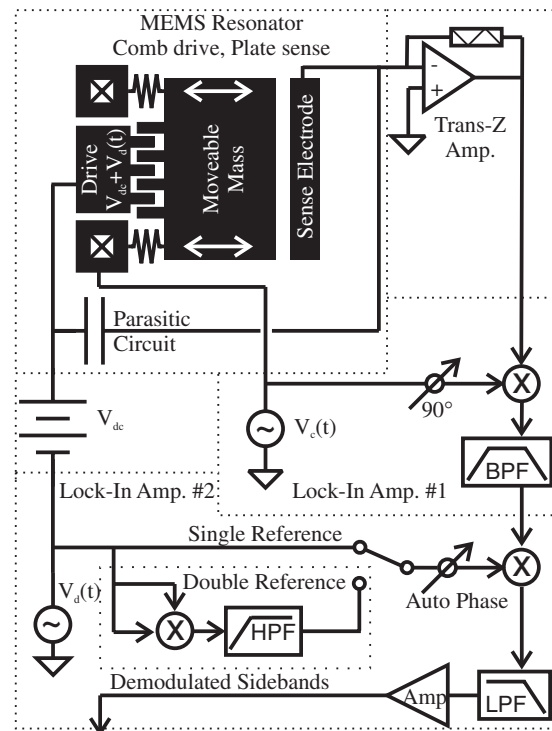 MEMS Resonator
Comb drive, Plate sense
Drive
V_dc+V_d(t)
Moveable
Mass
Sense Electrode
-
+
Trans-Z
Amp.
Parasitic
Circuit
V_dc
~
V_c(t)
90°
X
BPF
Lock-In Amp. #2
Lock-In Amp. #1
Single Reference
V_d(t)
~
Double Reference
X
HPF
Auto Phase
X
Demodulated Sidebands
Amp
LPF